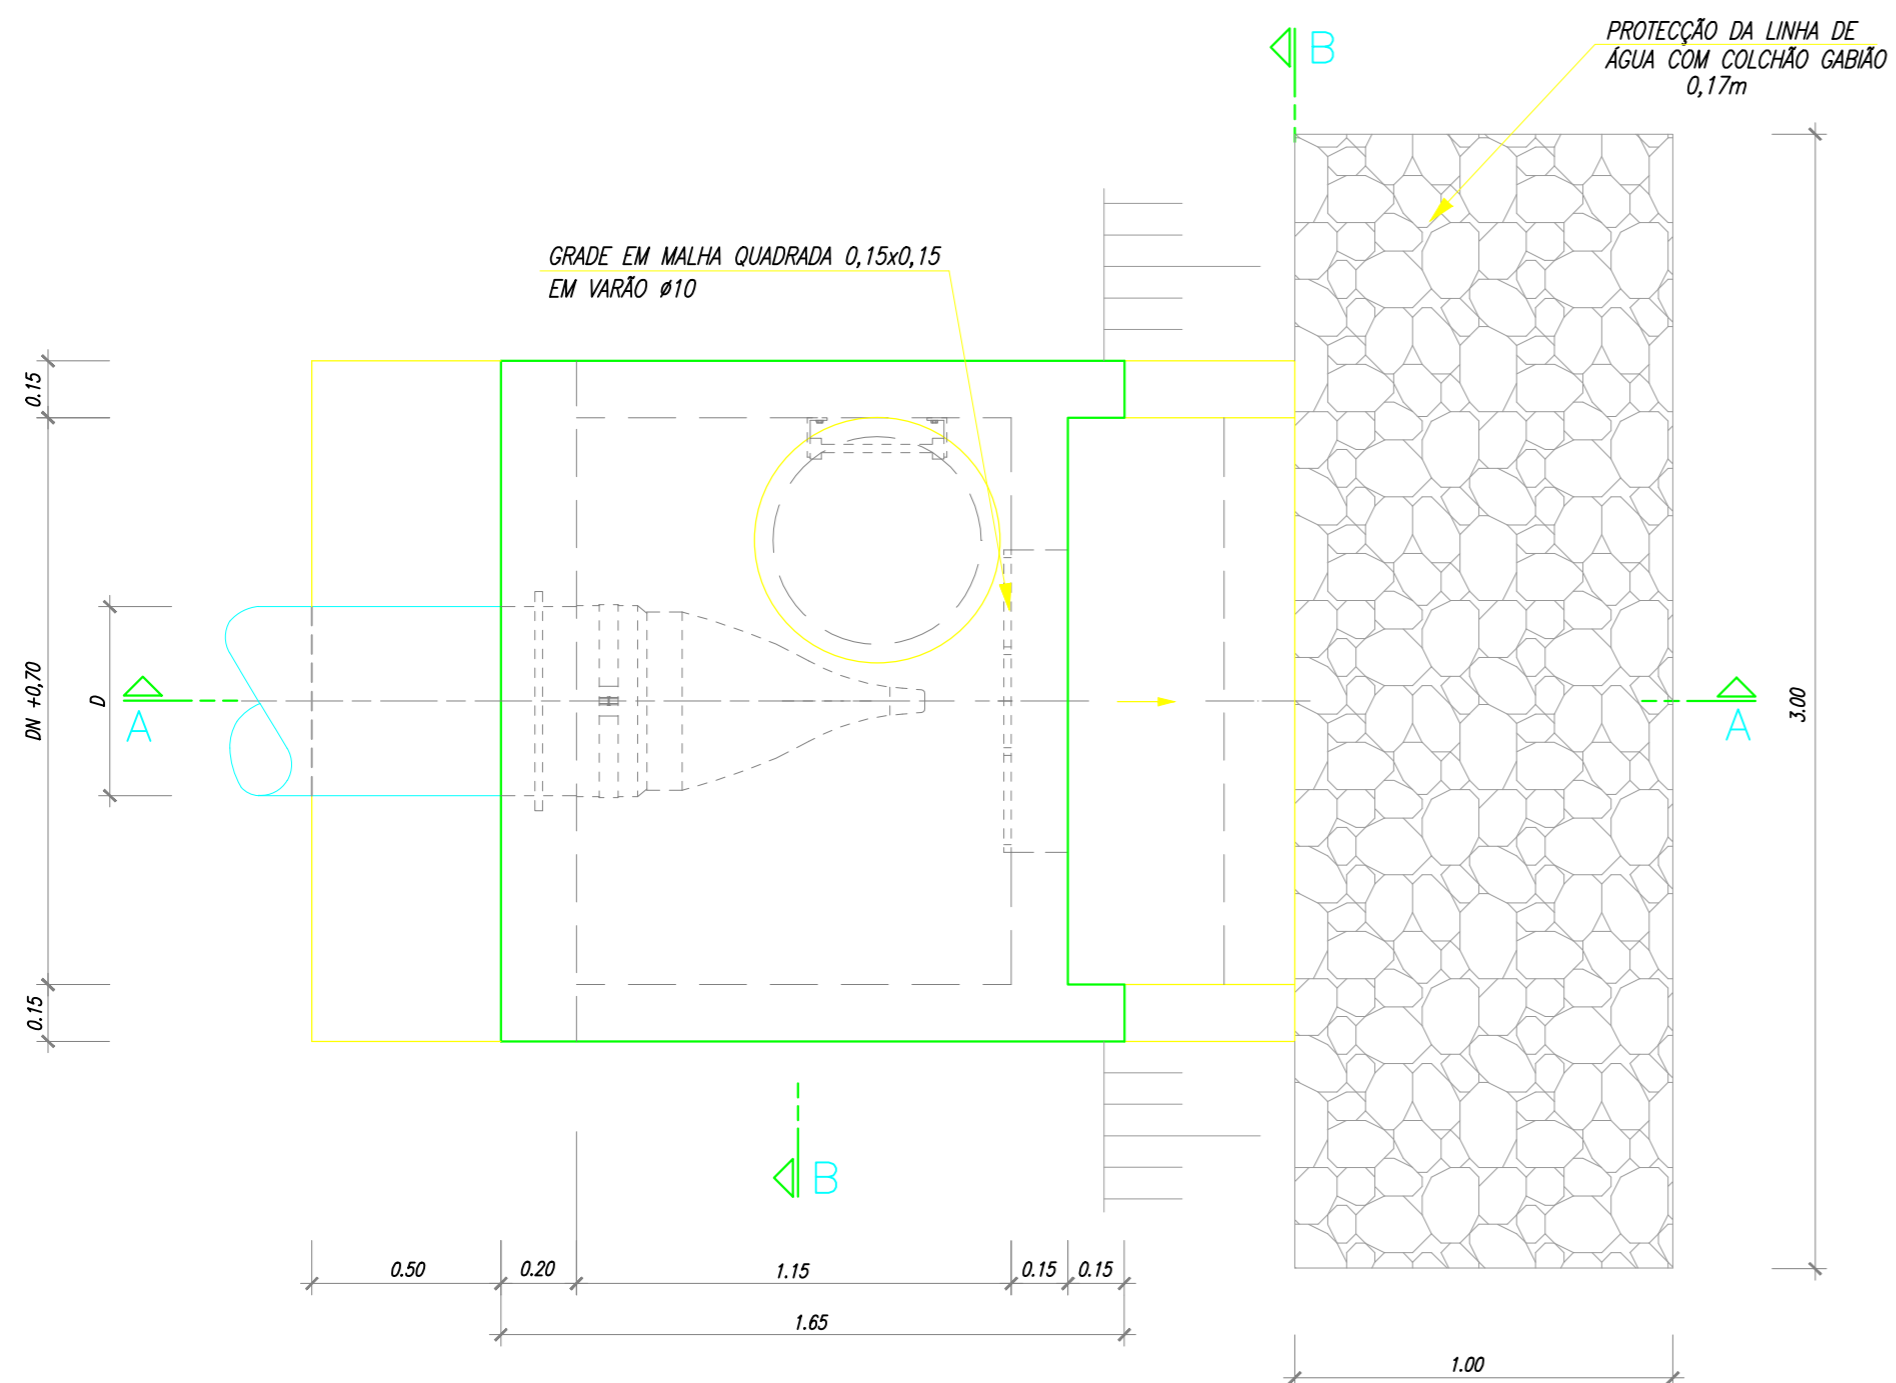 B
PROTECÇÃO DA LINHA DE
ÁGUA COM COLCHÃO GABIÃO
0,17m
GRADE EM MALHA QUADRADA 0,15x0,15
EM VARÃO ø10
0.15
DN +0,70
D
A
A
3.00
0.15
B
0.50
0.20
1.15
0.15
0.15
1.65
1.00